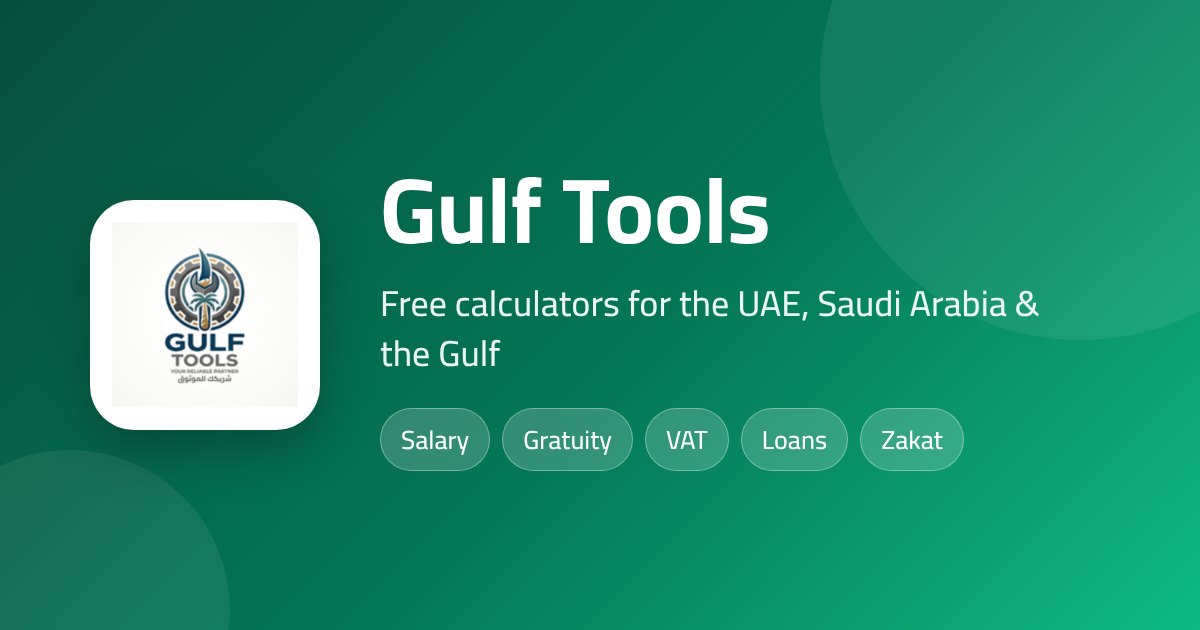 GULF
TOOLS
YOUR RELIABLE PARTNER
شريكك الموثوق
Gulf Tools
Free calculators for the UAE, Saudi Arabia &
the Gulf
Salary Gratuity VAT Loans Zakat